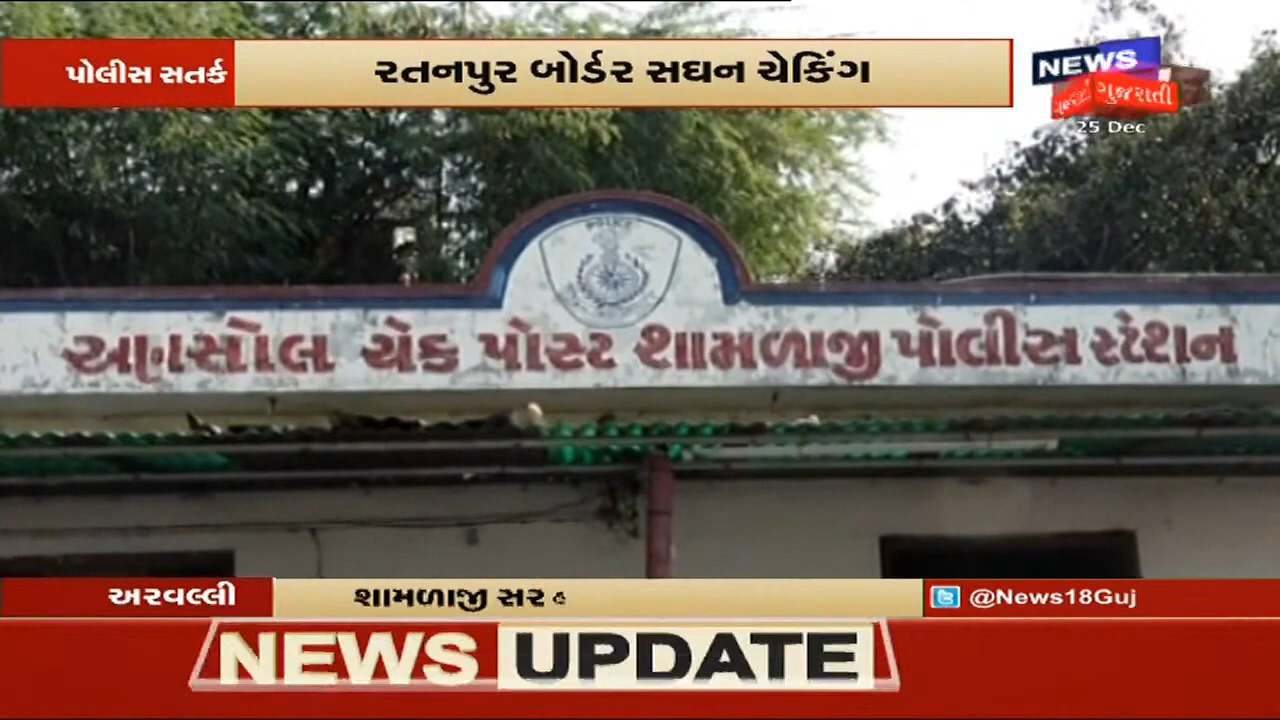 પોલીસ સતર્ક
રતનપુર બોર્ડર સઘન ચેકિંગ
NEWS
ગુજરાતી
25 Dec
અણસોલ ચેક પોસ્ટ શામળાજી પોલીસ સ્ટેશન
અરવલ્લી
શામળાજી સર
@News18Guj
NEWS UPDATE